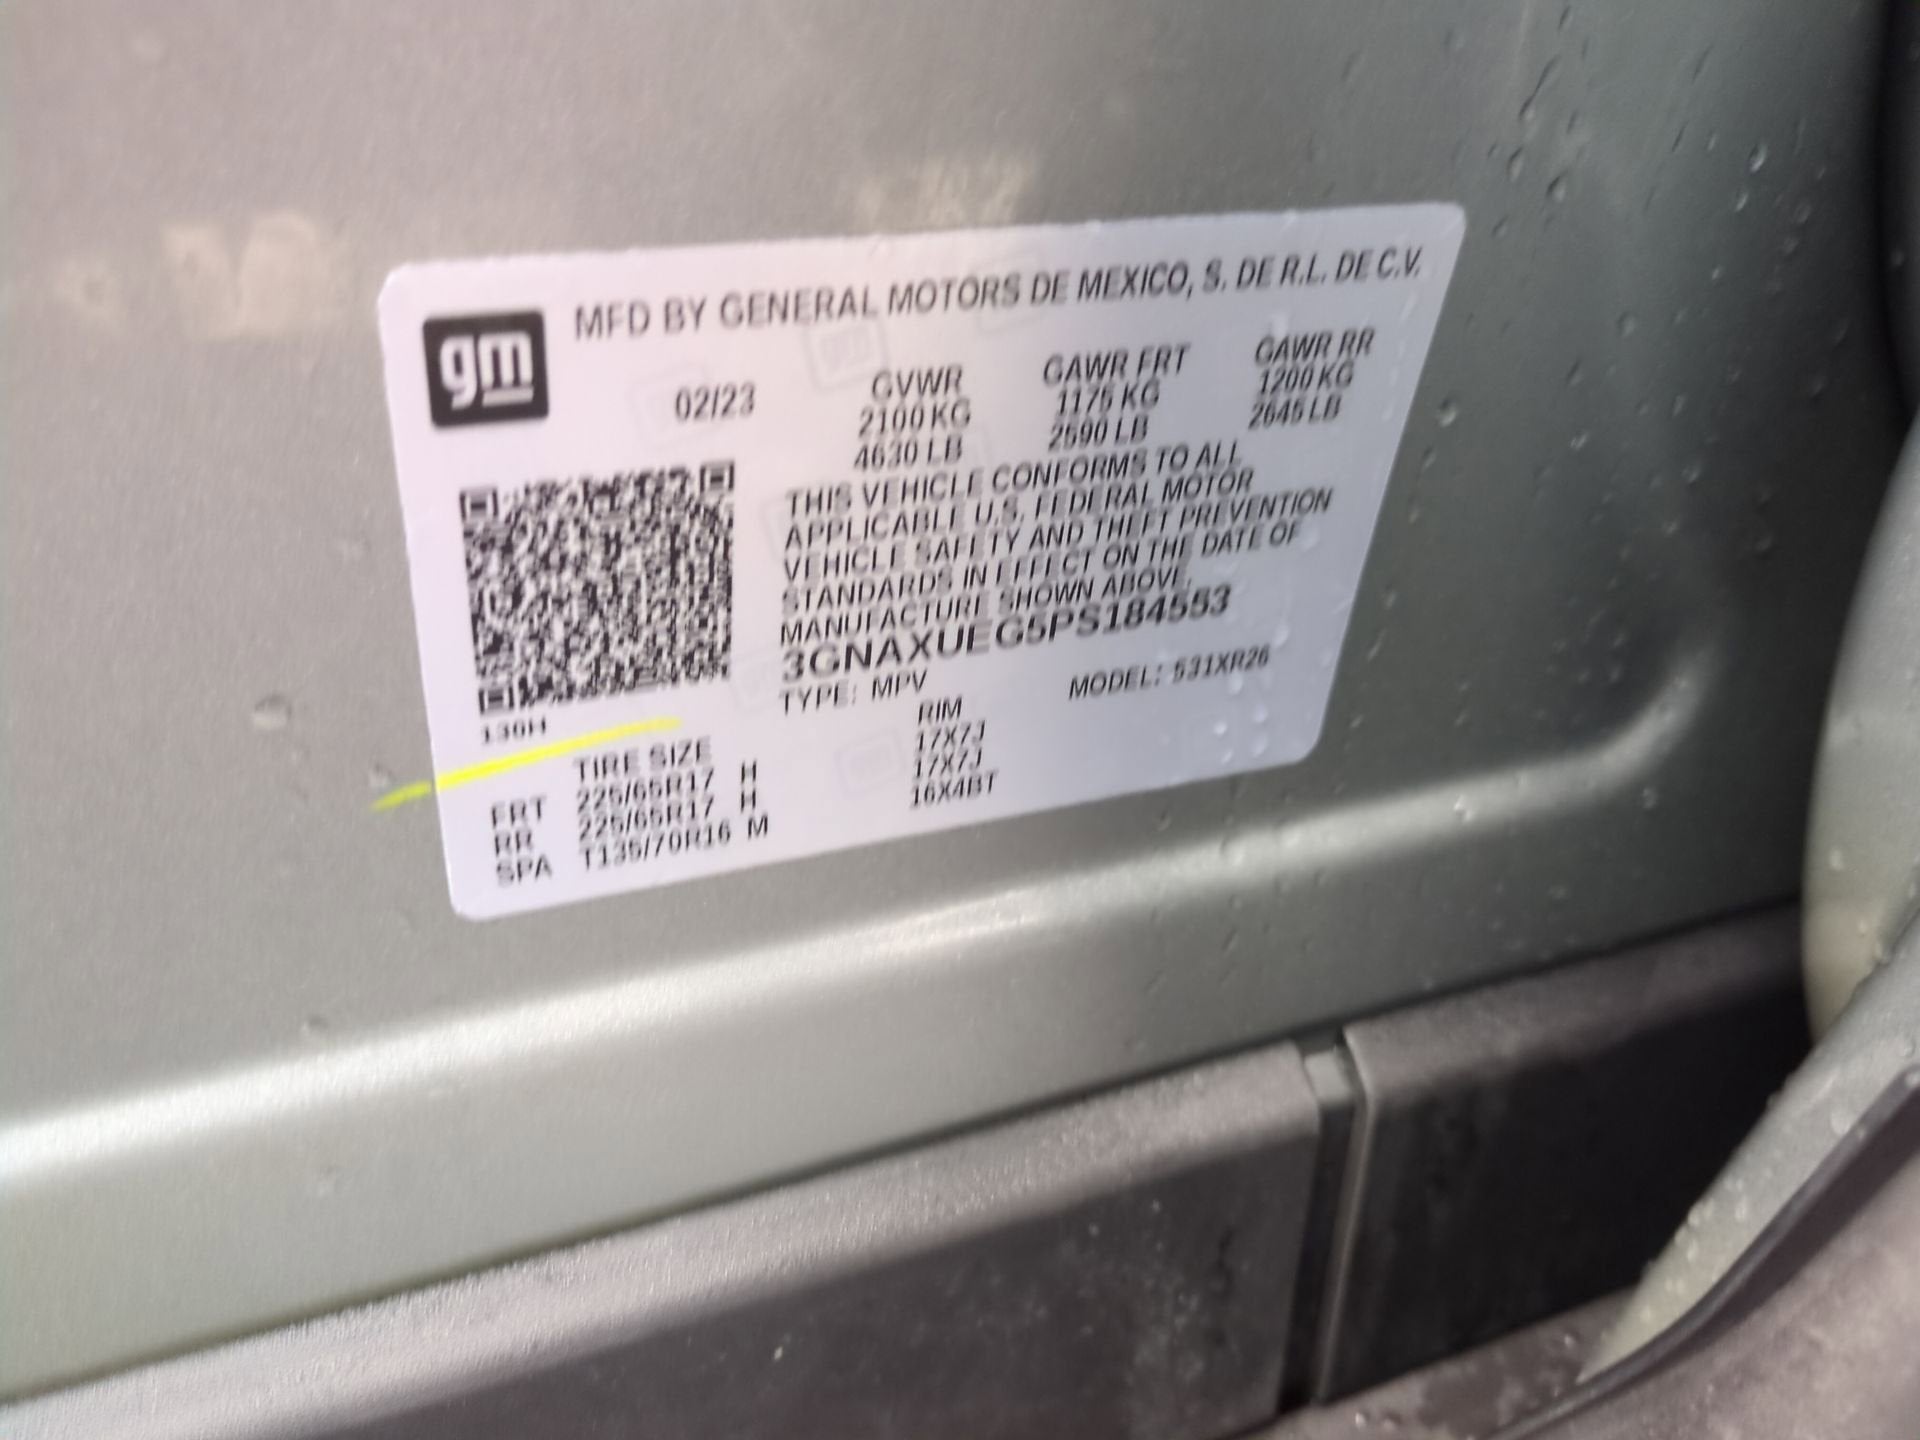 gm
MFD BY GENERAL MOTORS DE MEXICO, S. DE R.L. DE C.V.
02/23
GVWR GAWR FRT GAWR RR
2100 KG 1175 KG 1200 KG
4630 LB 2590 LB 2645 LB
THIS VEHICLE CONFORMS TO ALL
APPLICABLE U.S. FEDERAL MOTOR
VEHICLE SAFETY AND THEFT PREVENTION
STANDARDS IN EFFECT ON THE DATE OF
MANUFACTURE SHOWN ABOVE.
3GNAXUEG5PS184553
TYPE: MPV MODEL: 531XR26
130H
TIRE SIZE RIM
FRT 225/65R17 H 17X7J
RR 225/65R17 H 17X7J
SPA T135/70R16 M 16X4BT